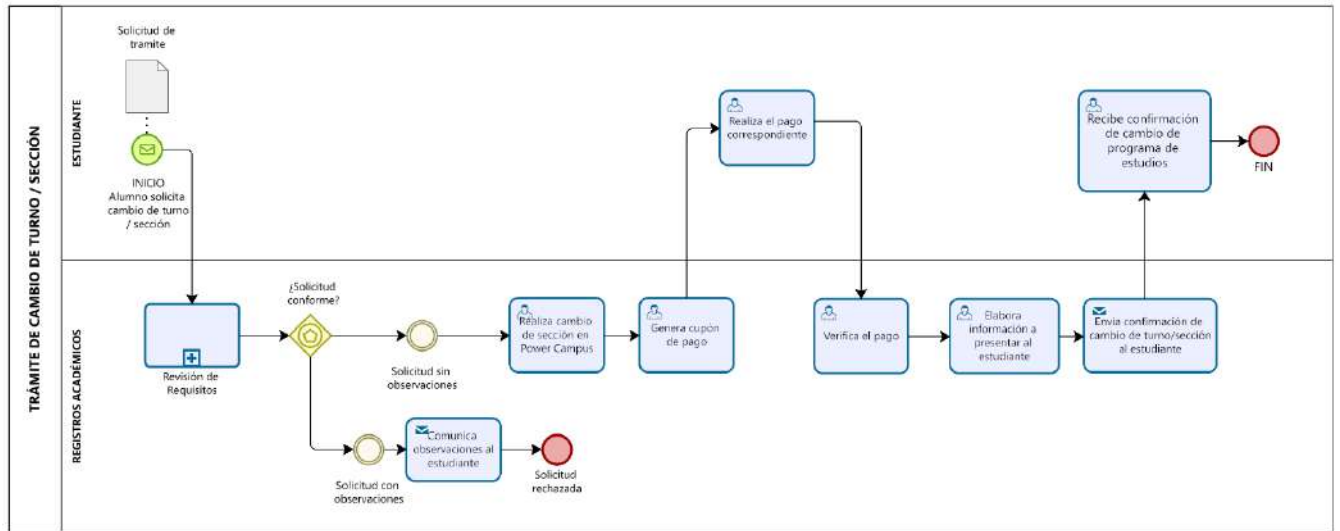 TRÁMITE DE CAMBIO DE TURNO / SECCIÓN
ESTUDIANTE
Solicitud de
tramite
INICIO
Alumno solicita
cambio de turno
/ sección
Realiza el pago
correspondiente
Recibe confirmación
de cambio de
programa de
estudios
FIN
REGISTROS ACADÉMICOS
Revisión de
Requisitos
¿Solicitud
conforme?
Solicitud sin
observaciones
Realiza cambio
de sección en
Power Campus
Genera cupón
de pago
Verifica el pago
Elabora
información a
presentar al
estudiante
Envia confirmación de
cambio de turno/sección
al estudiante
Solicitud con
observaciones
Comunica
observaciones al
estudiante
Solicitud
rechazada